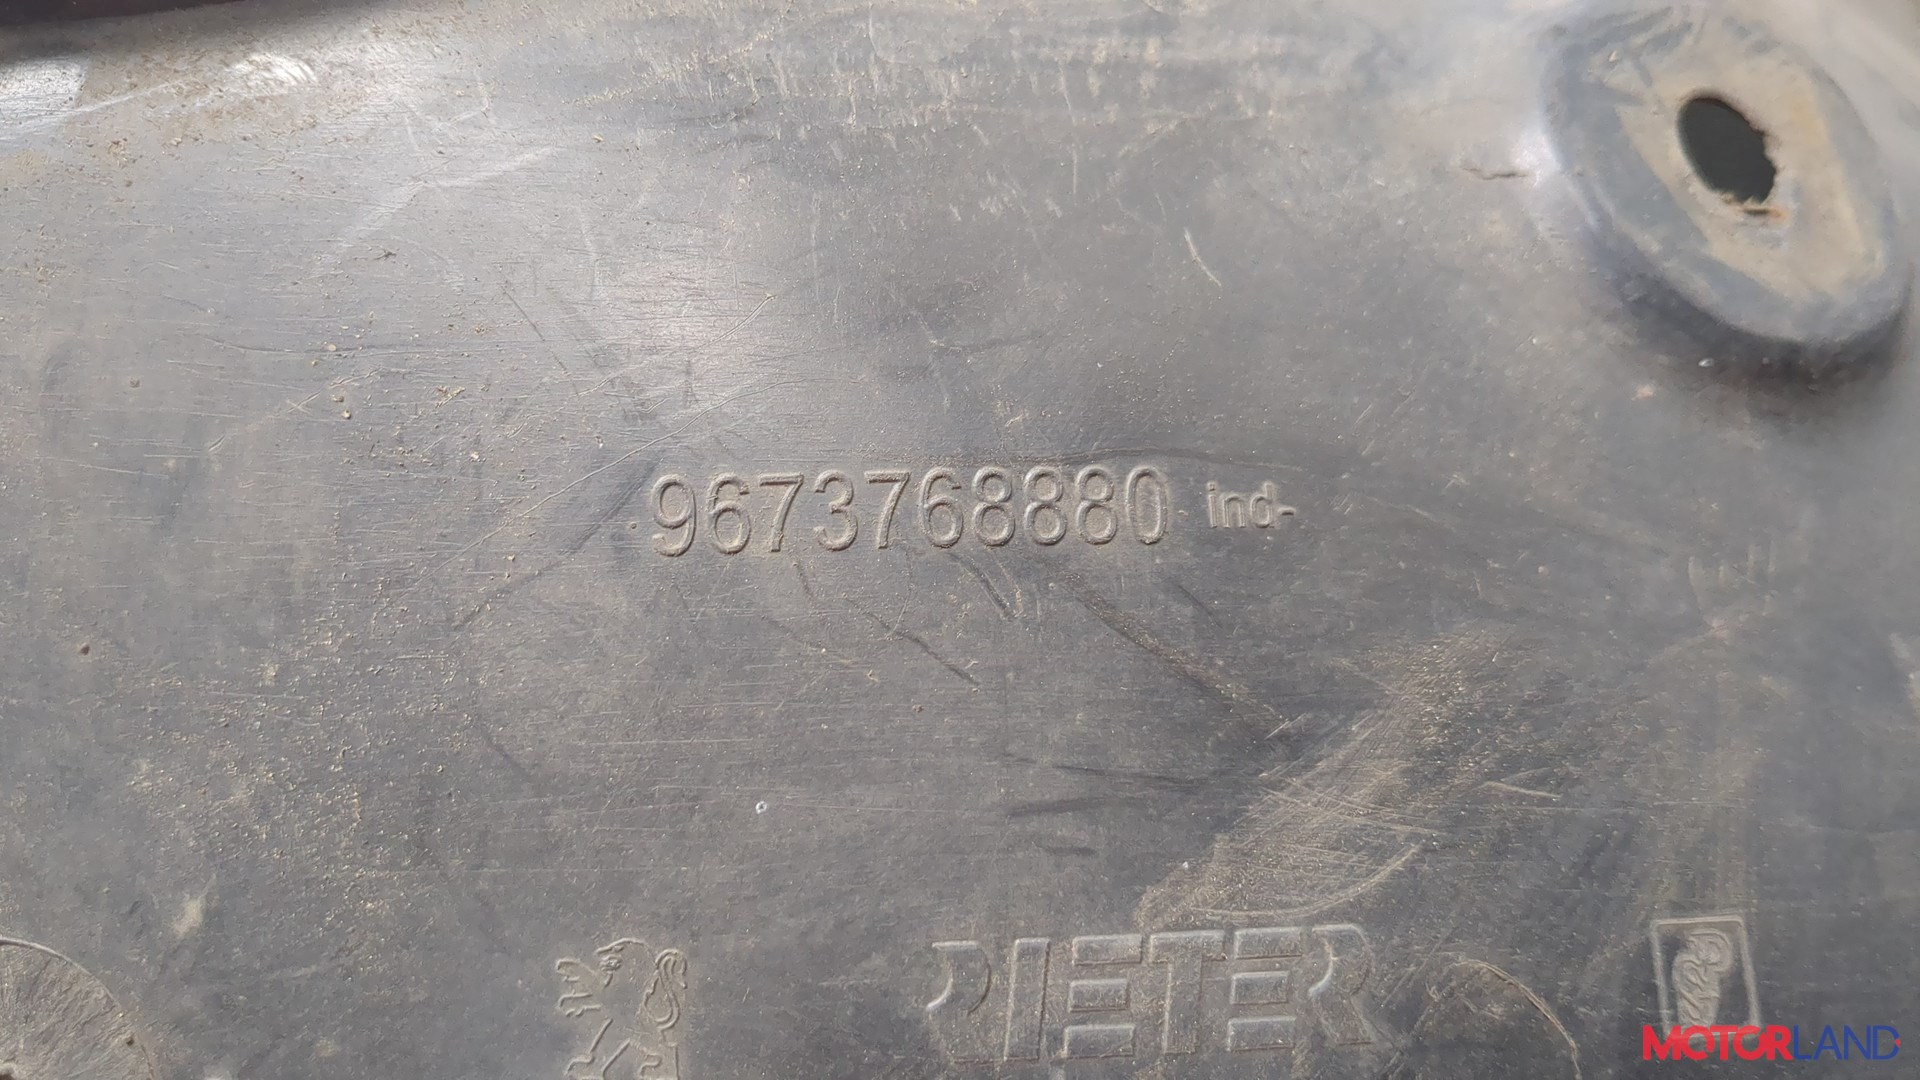 9673768880 ind-
RIETER
MOTORLAND